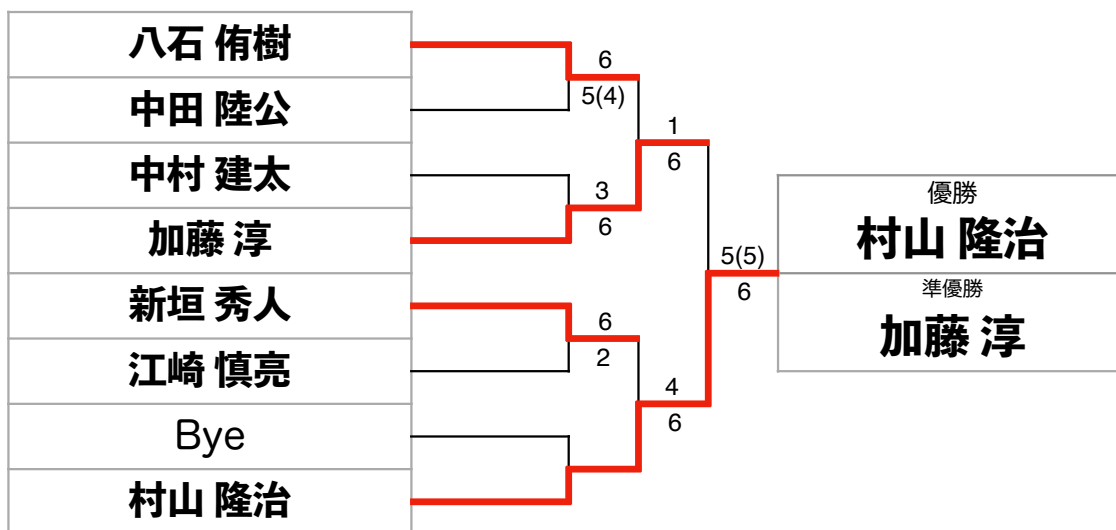 八石 侑樹
中田 陸公
中村 建太
加藤 淳
新垣 秀人
江崎 慎亮
Bye
村山 隆治
6
5(4)
3
6
6
2
1
6
4
6
5(5)
6
優勝
村山 隆治
準優勝
加藤 淳